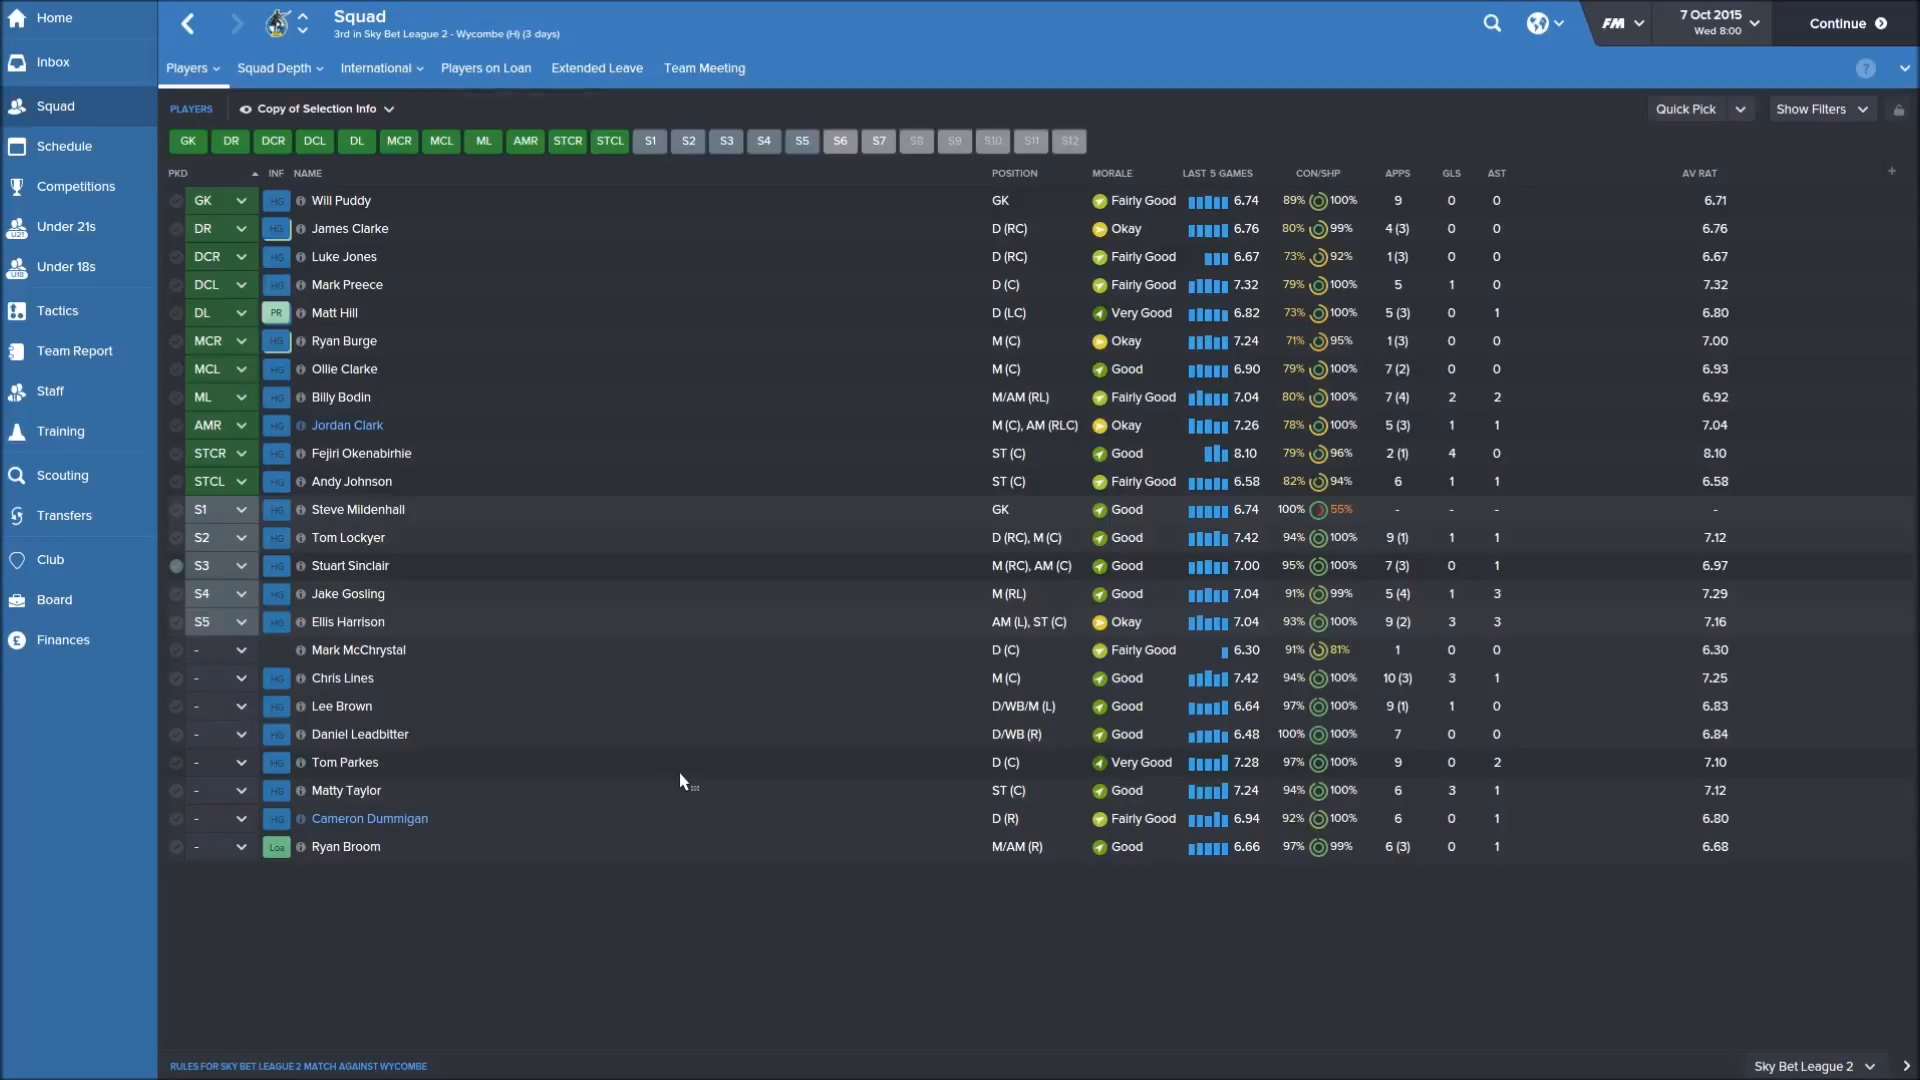 Home
Inbox
Squad
Schedule
Competitions
Under 21s
Under 18s
Tactics
Team Report
Staff
Training
Scouting
Transfers
Club
Board
Finances
Squad
3rd in Sky Bet League 2 - Wycombe (H) (3 days)
FM
7 Oct 2015
Wed 8:00
Continue
Players Squad Depth International Players on Loan Extended Leave Team Meeting
PLAYERS Copy of Selection Info Quick Pick Show Filters
GK DR DCR DCL DL MCR MCL ML AMR STCR STCL S1 S2 S3 S4 S5 S6 S7 S8 S9 S10 S11 S12
PKD INF NAME POSITION MORALE LAST 5 GAMES CON/SHP APPS GLS AST AV RAT
GK HG Will Puddy GK Fairly Good 6.74 89% 100% 9 0 0 6.71
DR HG James Clarke D (RC) Okay 6.76 80% 99% 4 (3) 0 0 6.76
DCR HG Luke Jones D (RC) Fairly Good 6.67 73% 92% 1 (3) 0 0 6.67
DCL HG Mark Preece D (C) Fairly Good 7.32 79% 100% 5 1 0 7.32
DL PR Matt Hill D (LC) Very Good 6.82 73% 100% 5 (3) 0 1 6.80
MCR HG Ryan Burge M (C) Okay 7.24 71% 95% 1 (3) 0 0 7.00
MCL HG Ollie Clarke M (C) Good 6.90 79% 100% 7 (2) 0 0 6.93
ML HG Billy Bodin M/AM (RL) Fairly Good 7.04 80% 100% 7 (4) 2 2 6.92
AMR HG Jordan Clark M (C), AM (RLC) Okay 7.26 78% 100% 5 (3) 1 1 7.04
STCR HG Fejiri Okenabirhie ST (C) Good 8.10 79% 96% 2 (1) 4 0 8.10
STCL HG Andy Johnson ST (C) Fairly Good 6.58 82% 94% 6 1 1 6.58
S1 HG Steve Mildenhall GK Good 6.74 100% 55% - - - -
S2 HG Tom Lockyer D (RC), M (C) Good 7.42 94% 100% 9 (1) 1 1 7.12
S3 HG Stuart Sinclair M (RC), AM (C) Good 7.00 95% 100% 7 (3) 0 1 6.97
S4 HG Jake Gosling M (RL) Good 7.04 91% 99% 5 (4) 1 3 7.29
S5 HG Ellis Harrison AM (L), ST (C) Okay 7.04 93% 100% 9 (2) 3 3 7.16
- Mark McChrystal D (C) Fairly Good 6.30 91% 81% 1 0 0 6.30
- HG Chris Lines M (C) Good 7.42 94% 100% 10 (3) 3 1 7.25
- HG Lee Brown D/WB/M (L) Good 6.64 97% 100% 9 (1) 1 0 6.83
- HG Daniel Leadbitter D/WB (R) Good 6.48 100% 100% 7 0 0 6.84
- HG Tom Parkes D (C) Very Good 7.28 97% 100% 9 0 2 7.10
- HG Matty Taylor ST (C) Good 7.24 94% 100% 6 3 1 7.12
- HG Cameron Dummigan D (R) Fairly Good 6.94 92% 100% 6 0 1 6.80
- Loa Ryan Broom M/AM (R) Good 6.66 97% 99% 6 (3) 0 1 6.68
RULES FOR SKY BET LEAGUE 2 MATCH AGAINST WYCOMBE Sky Bet League 2